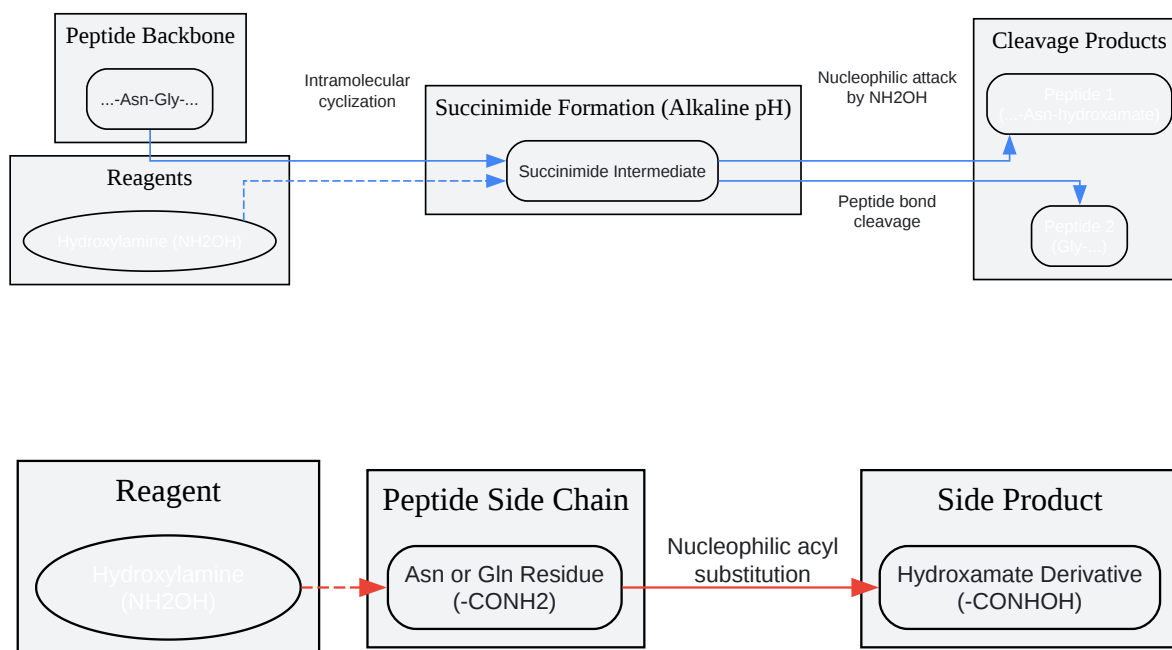 Peptide Backbone
...-Asn-Gly-...
Reagents
Hydroxylamine (NH2OH)
Intramolecular
cyclization
Succinimide Formation (Alkaline pH)
Succinimide Intermediate
Nucleophilic attack
by NH2OH
Peptide bond
cleavage
Cleavage Products
Peptide 1
(...-Asn-hydroxamate)
Peptide 2
(Gly-...)
Reagent
Hydroxylamine
(NH2OH)
Peptide Side Chain
Asn or Gln Residue
(-CONH2)
Nucleophilic acyl
substitution
Side Product
Hydroxamate Derivative
(-CONHOH)